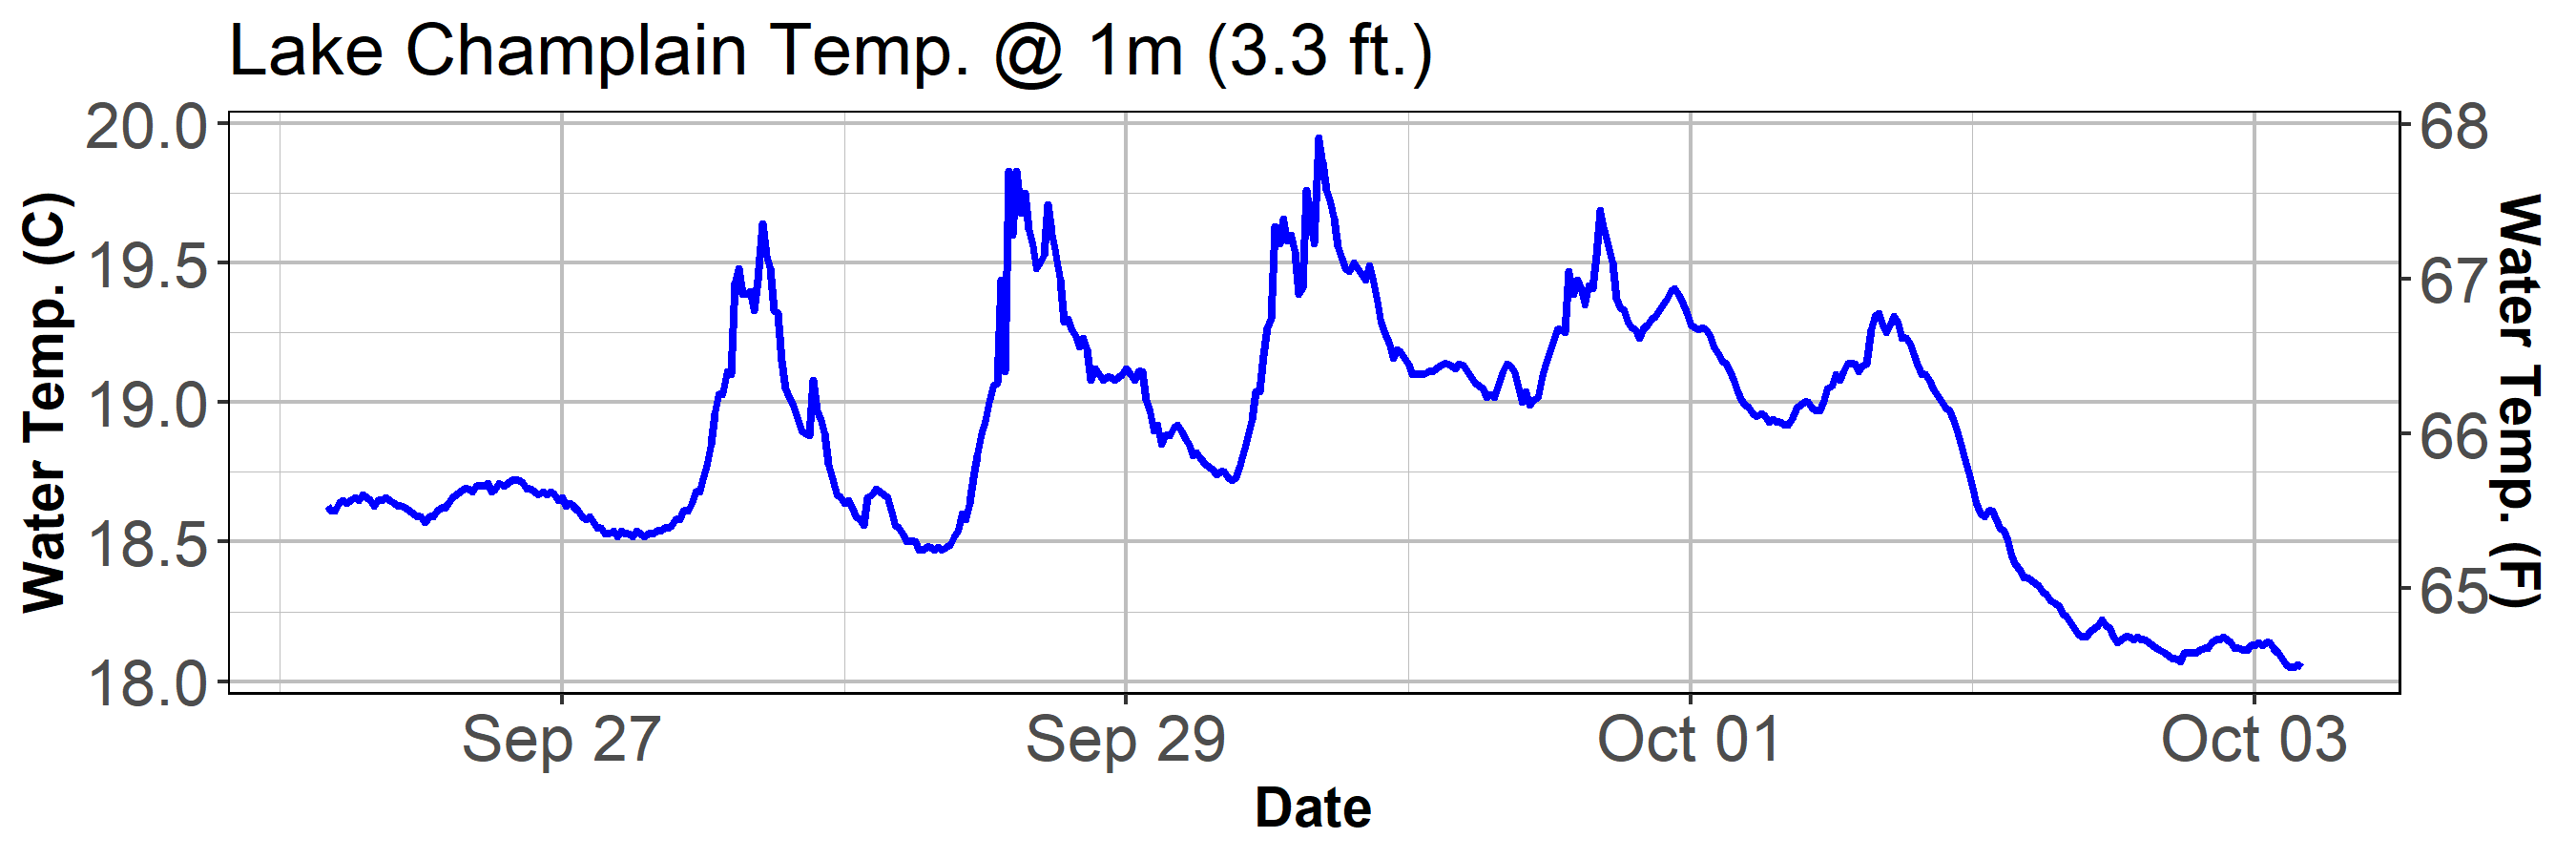 Lake Champlain Temp. @ 1m (3.3 ft.)
Water Temp. (C)
20.0
19.5
19.0
18.5
18.0
68
67
66
65
Water Temp. (F)
Sep 27
Sep 29
Oct 01
Oct 03
Date